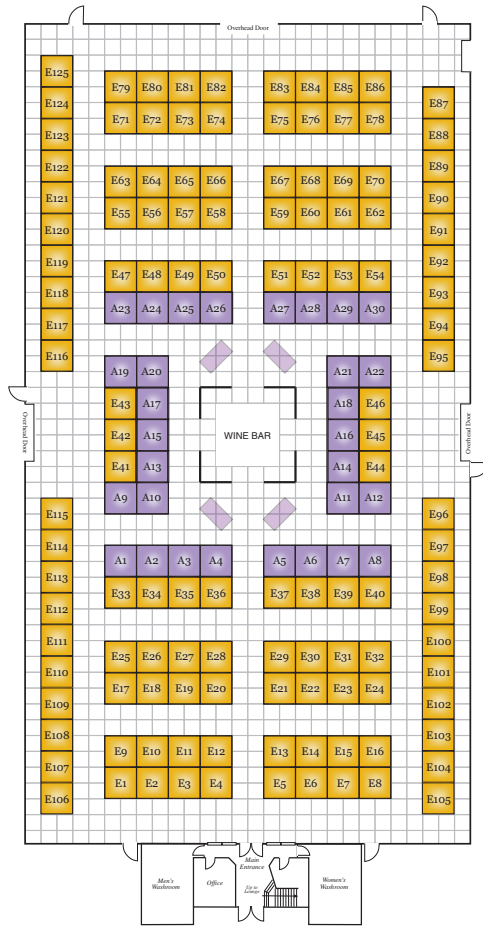 Overhead Door
E125
E79 E80 E81 E82 E83 E84 E85 E86
E124 E87
E71 E72 E73 E74 E75 E76 E77 E78
E123 E88
E122 E89
E63 E64 E65 E66 E67 E68 E69 E70
E121 E90
E55 E56 E57 E58 E59 E60 E61 E62
E120 E91
E119 E92
E47 E48 E49 E50 E51 E52 E53 E54
E118 E93
A23 A24 A25 A26 A27 A28 A29 A30
E117 E94
E116 E95
A19 A20 A21 A22
E43 A17 A18 E46
Overhead Door
E42 A15 WINE BAR A16 E45
Overhead Door
E41 A13 A14 E44
A9 A10 A11 A12
E115 E96
E114 E97
A1 A2 A3 A4 A5 A6 A7 A8
E113 E98
E33 E34 E35 E36 E37 E38 E39 E40
E112 E99
E111 E100
E25 E26 E27 E28 E29 E30 E31 E32
E110 E101
E17 E18 E19 E20 E21 E22 E23 E24
E109 E102
E108 E103
E9 E10 E11 E12 E13 E14 E15 E16
E107 E104
E1 E2 E3 E4 E5 E6 E7 E8
E106 E105
Main
Entrance
Men's
Washroom
Office
Up to
Lounge
Women's
Washroom